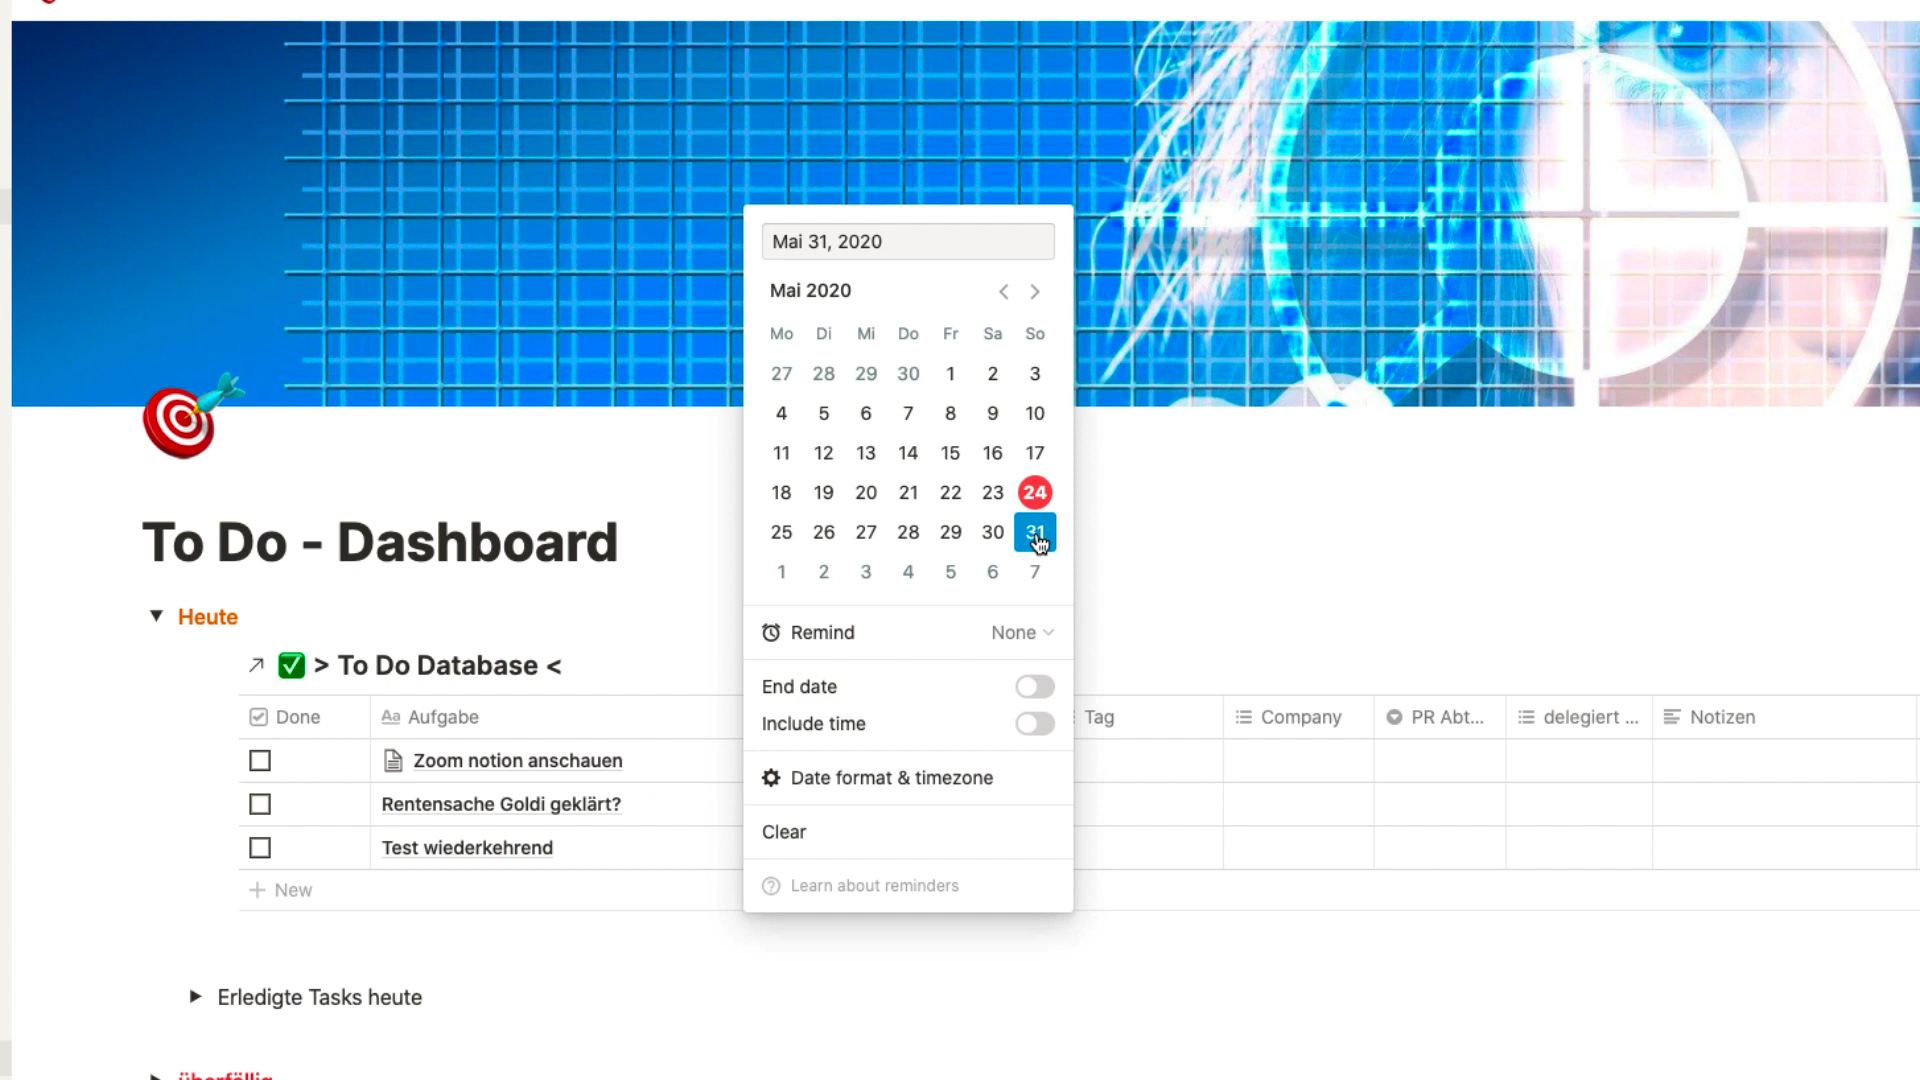 Mai 31, 2020
Mai 2020
Mo Di Mi Do Fr Sa So
27 28 29 30 1 2 3
4 5 6 7 8 9 10
11 12 13 14 15 16 17
18 19 20 21 22 23 24
25 26 27 28 29 30 31
1 2 3 4 5 6 7
Remind None
End date
Include time
Date format & timezone
Clear
Learn about reminders
To Do - Dashboard
Heute
> To Do Database <
Done Aa Aufgabe Tag Company PR Abt... delegiert ... Notizen
Zoom notion anschauen
Rentensache Goldi geklärt?
Test wiederkehrend
New
Erledigte Tasks heute
überfällig